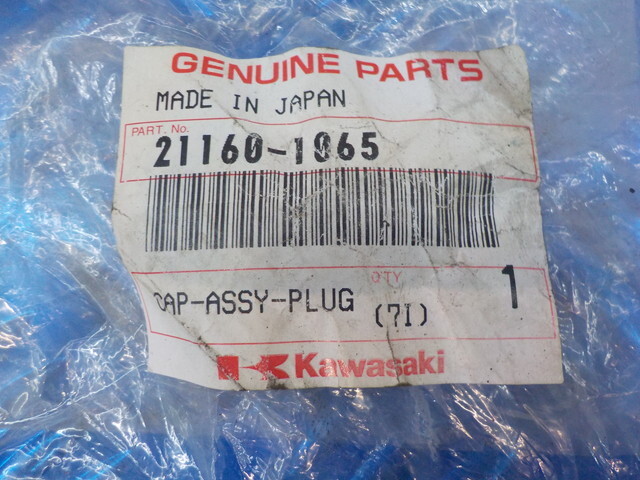 GENUINE PARTS
MADE IN JAPAN
PART. No.
21160-1065
Q'TY
CAP-ASSY-PLUG (7I) 1
Kawasaki